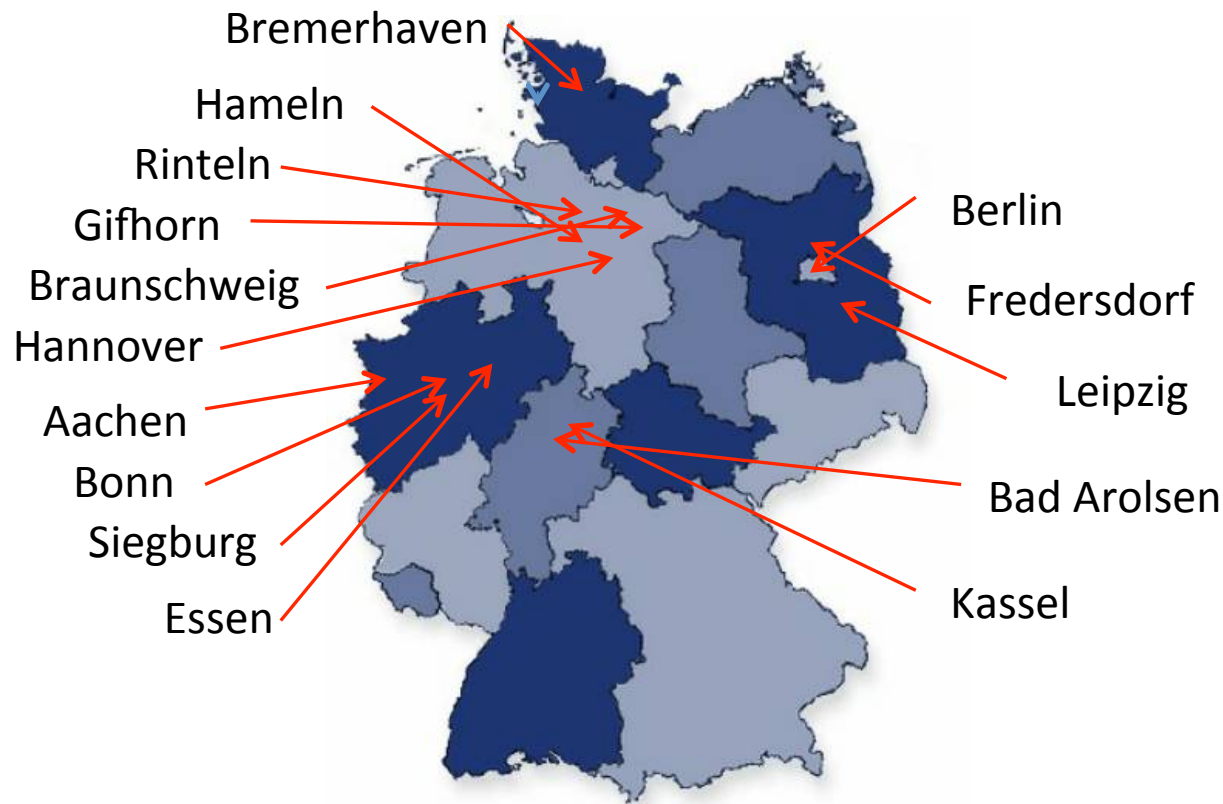 Bremerhaven
Hameln
Rinteln
Gifhorn
Braunschweig
Hannover
Aachen
Bonn
Siegburg
Essen
Berlin
Fredersdorf
Leipzig
Bad Arolsen
Kassel